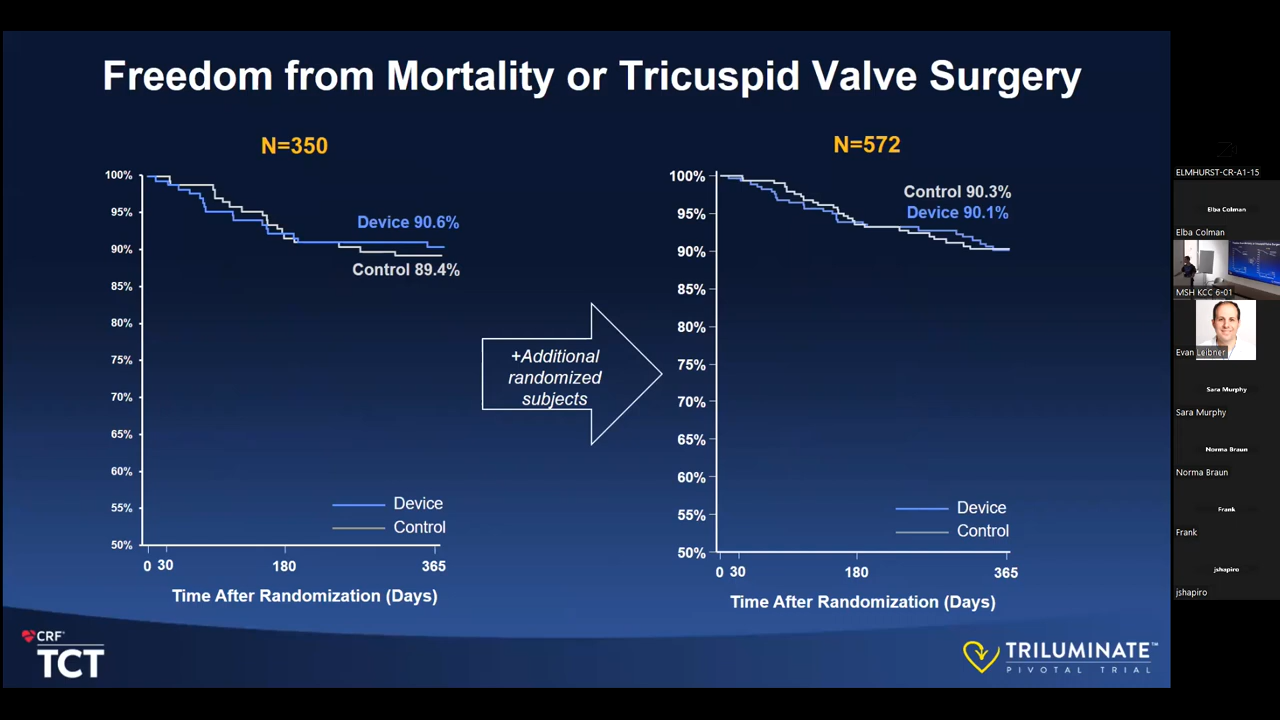 Freedom from Mortality or Tricuspid Valve Surgery
N=350
100%
95%
90%
85%
80%
75%
70%
65%
60%
55%
50%
Device 90.6%
Control 89.4%
Device
Control
0 30 180 365
Time After Randomization (Days)
+Additional
randomized
subjects
N=572
100%
95%
90%
85%
80%
75%
70%
65%
60%
55%
50%
Control 90.3%
Device 90.1%
Device
Control
0 30 180 365
Time After Randomization (Days)
CRF
TCT
TRILUMINATE™
PIVOTAL TRIAL
ELMHURST-CR-A1-15
Elba Colman
Elba Colman
MSH KCC 6-01
Evan Leibner
Sara Murphy
Sara Murphy
Norma Braun
Norma Braun
Frank
Frank
jshapiro
jshapiro